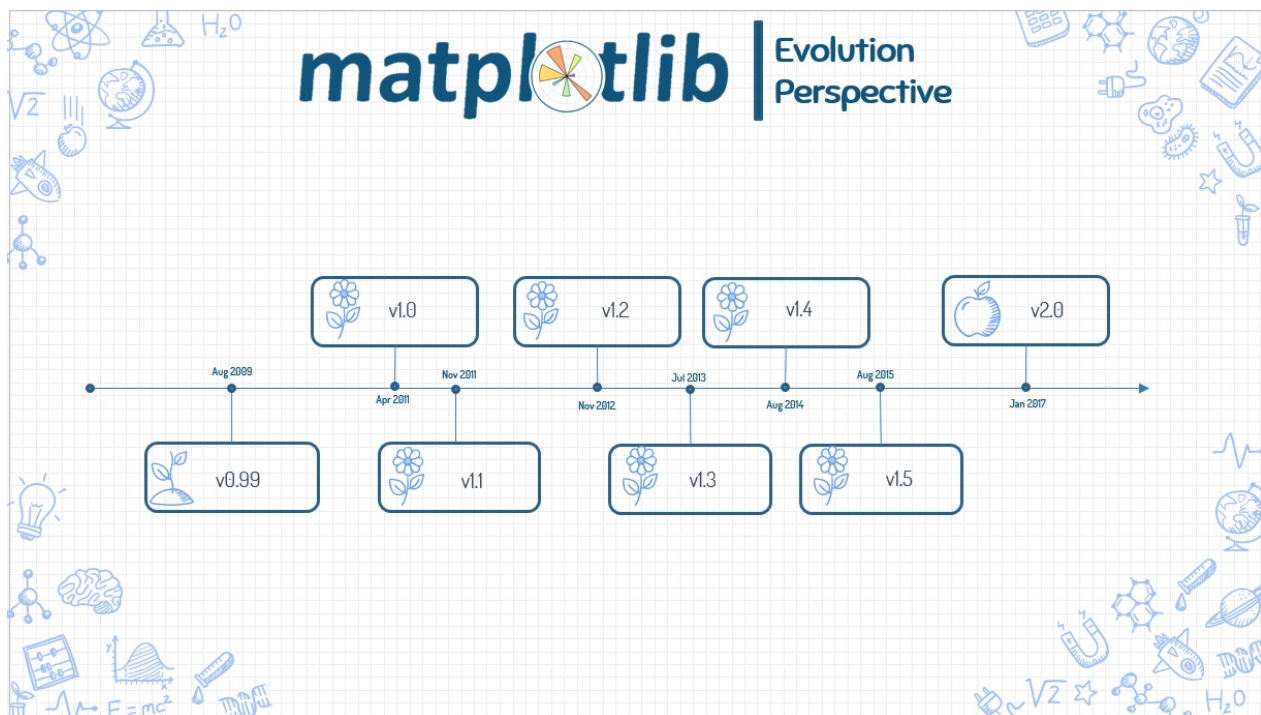 H₂O
matplotlib
Evolution
Perspective
√2
v1.0
v1.2
v1.4
v2.0
Aug 2009
Nov 2011
Jul 2013
Aug 2015
Apr 2011
Nov 2012
Aug 2014
Jan 2017
v0.99
v1.1
v1.3
v1.5
y
x
E=mc²
√2
H₂O